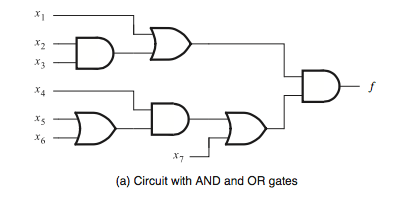 x1
x2
x3
f
x4
x5
x6
x7
(a) Circuit with AND and OR gates